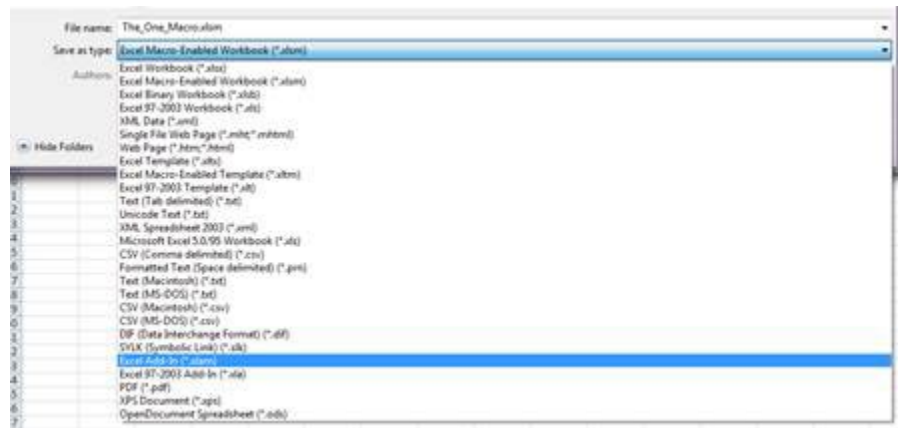 File name: The_One_Macro.xlsm
Save as type: Excel Macro-Enabled Workbook (*.xlsm)
Authors:
Excel Workbook (*.xlsx)
Excel Macro-Enabled Workbook (*.xlsm)
Excel Binary Workbook (*.xlsb)
Excel 97-2003 Workbook (*.xls)
XML Data (*.xml)
Single File Web Page (*.mht;*.mhtml)
Hide Folders
Web Page (*.htm;*.html)
Excel Template (*.xltx)
Excel Macro-Enabled Template (*.xltm)
Excel 97-2003 Template (*.xlt)
Text (Tab delimited) (*.txt)
Unicode Text (*.txt)
XML Spreadsheet 2003 (*.xml)
Microsoft Excel 5.0/95 Workbook (*.xls)
CSV (Comma delimited) (*.csv)
Formatted Text (Space delimited) (*.prn)
Text (Macintosh) (*.txt)
Text (MS-DOS) (*.txt)
CSV (Macintosh) (*.csv)
CSV (MS-DOS) (*.csv)
DIF (Data Interchange Format) (*.dif)
SYLK (Symbolic Link) (*.slk)
Excel Add-In (*.xlam)
Excel 97-2003 Add-In (*.xla)
PDF (*.pdf)
XPS Document (*.xps)
OpenDocument Spreadsheet (*.ods)